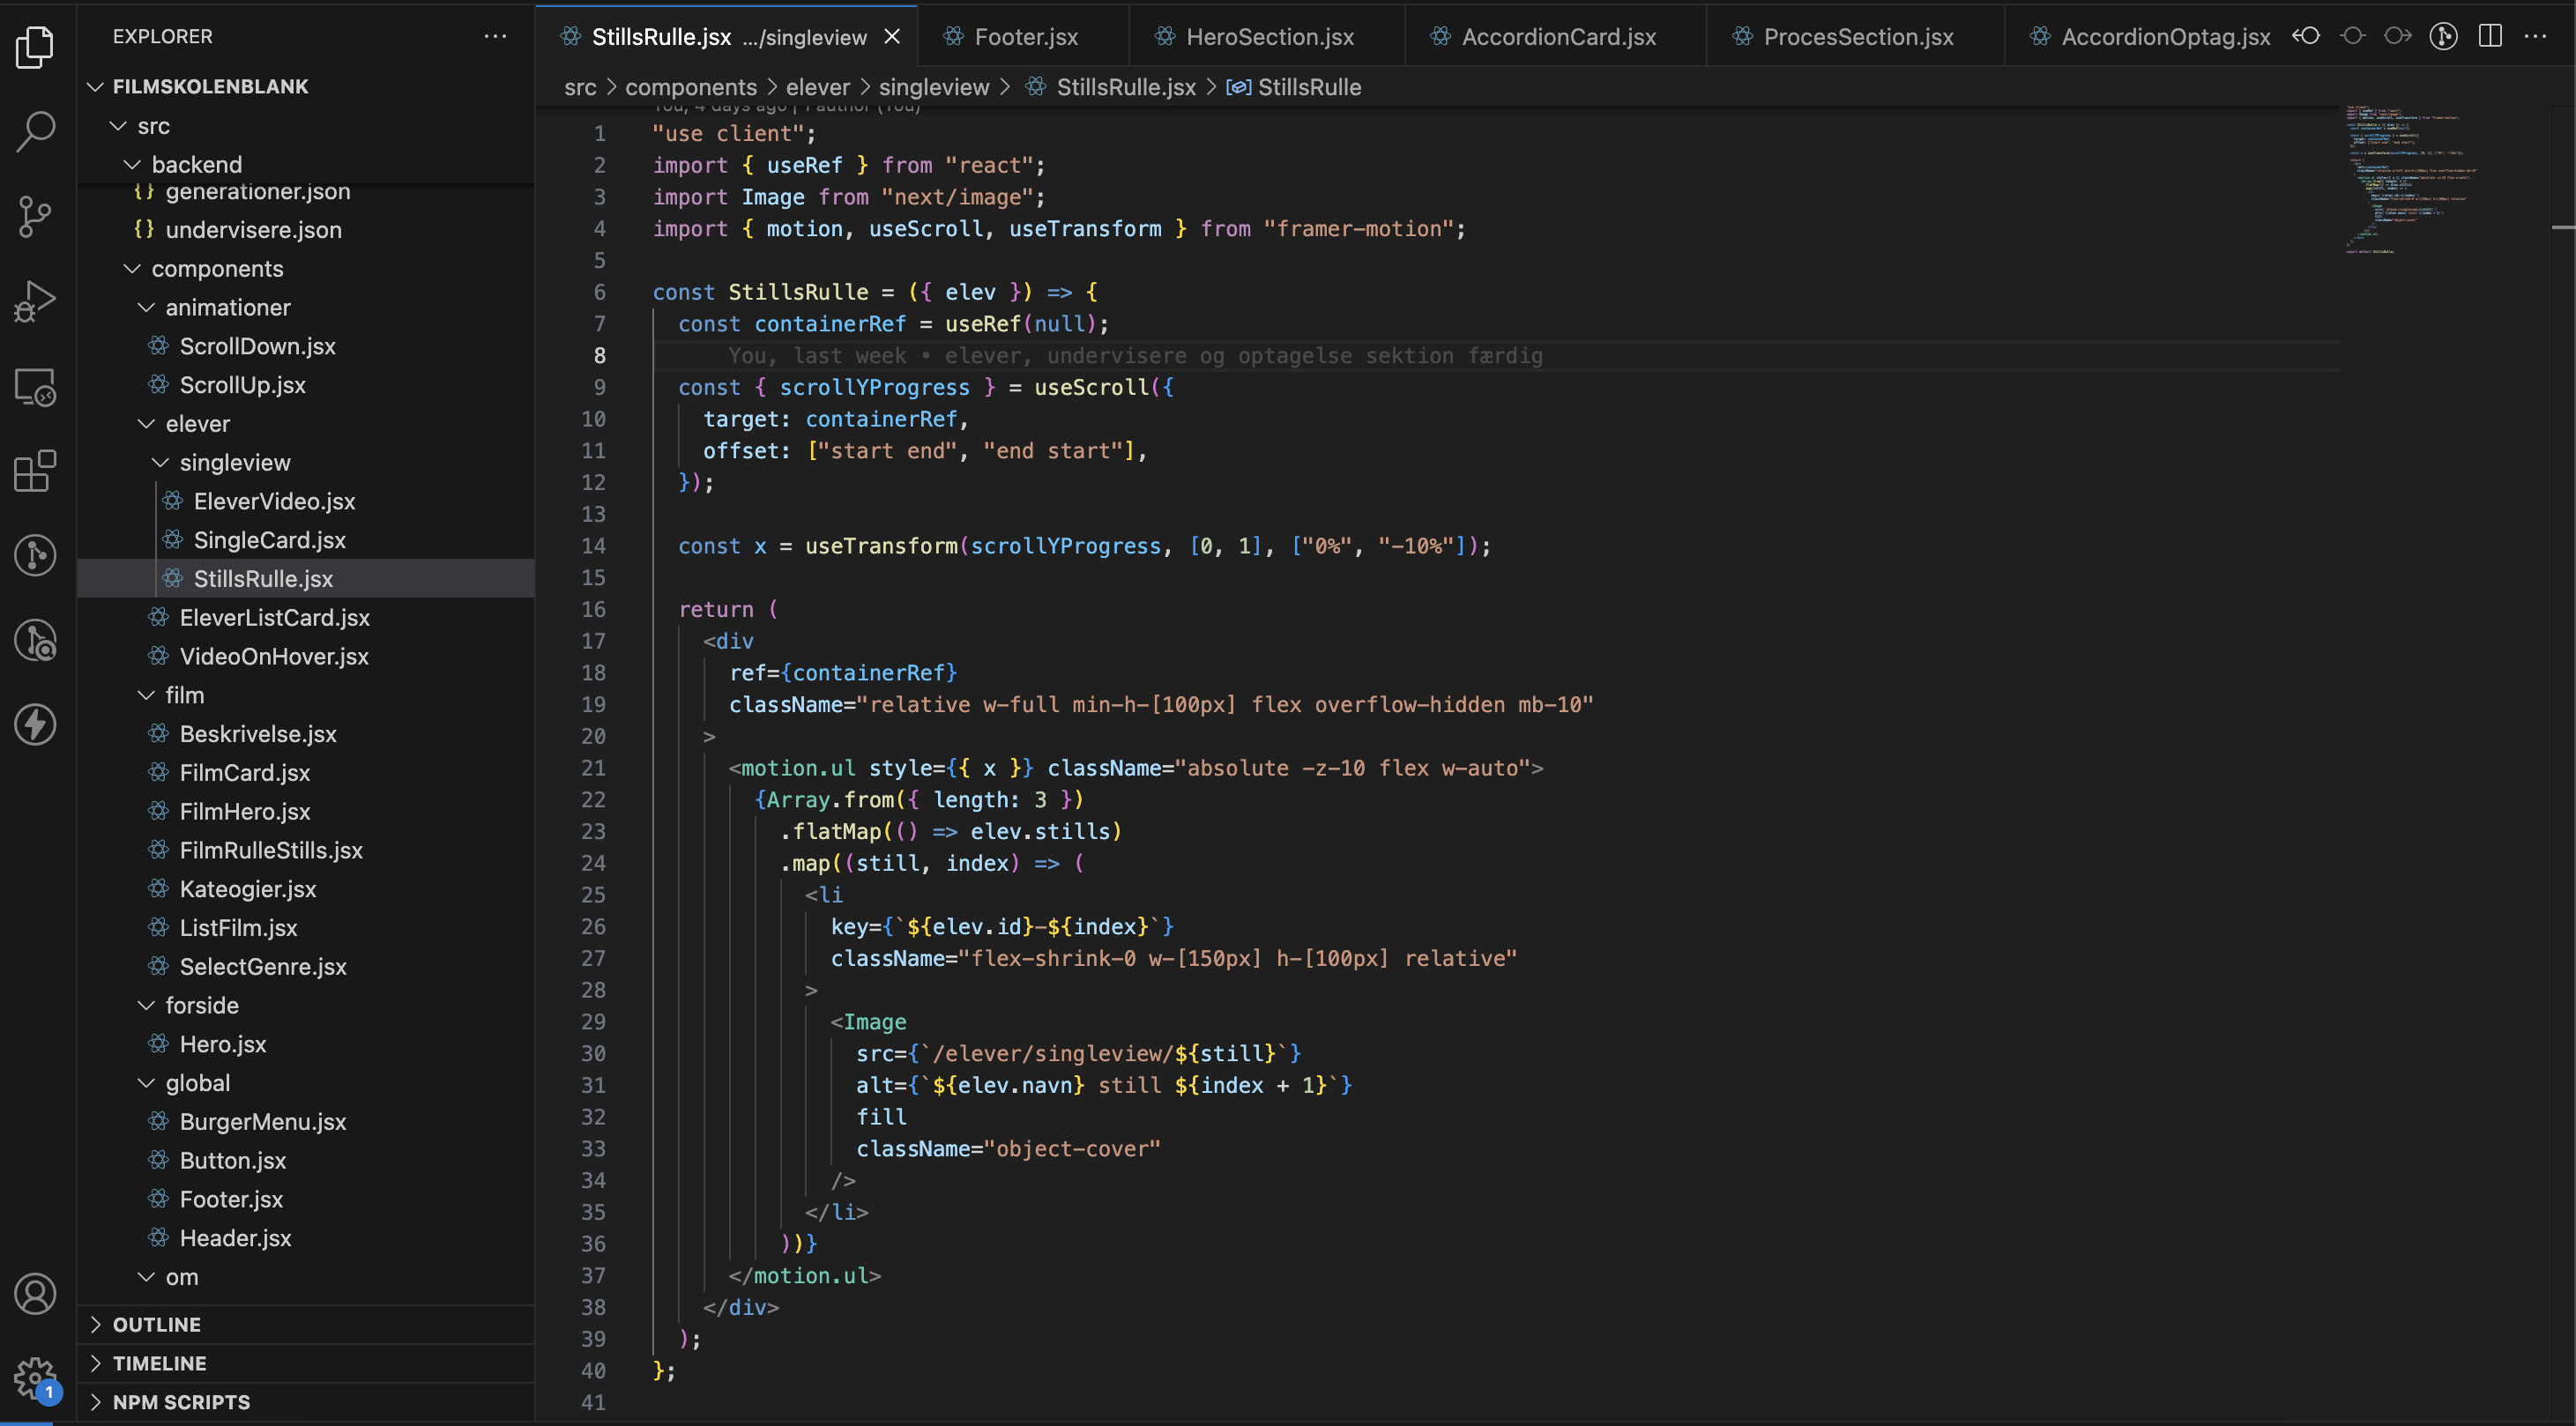 EXPLORER
FILMSKOLENBLANK
src
backend
{} generationer.json
{} undervisere.json
components
animationer
ScrollDown.jsx
ScrollUp.jsx
elever
singleview
EleverVideo.jsx
SingleCard.jsx
StillsRulle.jsx
EleverListCard.jsx
VideoOnHover.jsx
film
Beskrivelse.jsx
FilmCard.jsx
FilmHero.jsx
FilmRulleStills.jsx
Kateogier.jsx
ListFilm.jsx
SelectGenre.jsx
forside
Hero.jsx
global
BurgerMenu.jsx
Button.jsx
Footer.jsx
Header.jsx
om
OUTLINE
TIMELINE
NPM SCRIPTS
1
StillsRulle.jsx .../singleview
Footer.jsx
HeroSection.jsx
AccordionCard.jsx
ProcesSection.jsx
AccordionOptag.jsx
src > components > elever > singleview > StillsRulle.jsx > StillsRulle
You, 4 days ago | 1 author (You)
1 "use client";
2 import { useRef } from "react";
3 import Image from "next/image";
4 import { motion, useScroll, useTransform } from "framer-motion";
5
6 const StillsRulle = ({ elev }) => {
7 const containerRef = useRef(null);
8 You, last week • elever, undervisere og optagelse sektion færdig
9 const { scrollYProgress } = useScroll({
10 target: containerRef,
11 offset: ["start end", "end start"],
12 });
13
14 const x = useTransform(scrollYProgress, [0, 1], ["0%", "-10%"]);
15
16 return (
17 <div
18 ref={containerRef}
19 className="relative w-full min-h-[100px] flex overflow-hidden mb-10"
20 >
21 <motion.ul style={{ x }} className="absolute -z-10 flex w-auto">
22 {Array.from({ length: 3 })
23 .flatMap(() => elev.stills)
24 .map((still, index) => (
25 <li
26 key={`${elev.id}-${index}`}
27 className="flex-shrink-0 w-[150px] h-[100px] relative"
28 >
29 <Image
30 src={`/elever/singleview/${still}`}
31 alt={`${elev.navn} still ${index + 1}`}
32 fill
33 className="object-cover"
34 />
35 </li>
36 ))}
37 </motion.ul>
38 </div>
39 );
40 };
41